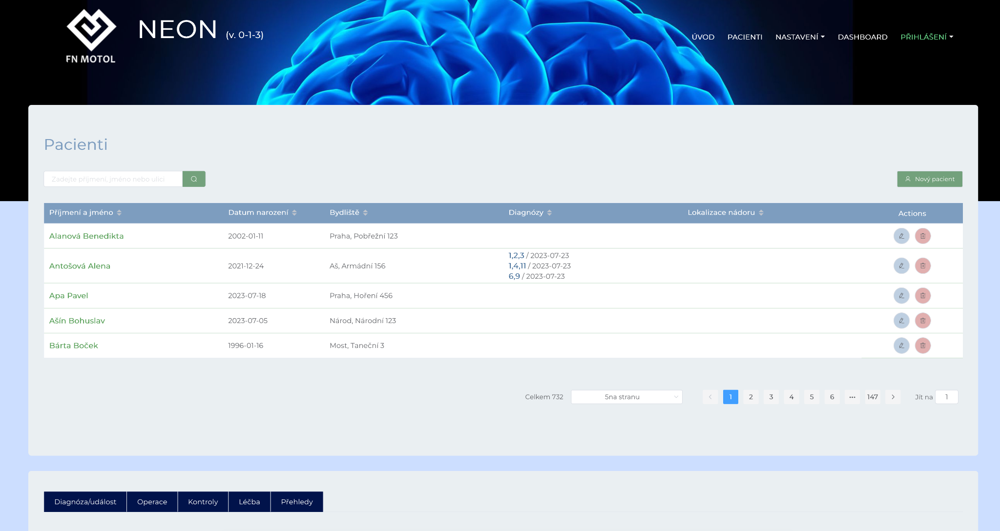 FN MOTOL
NEON (v. 0-1-3)
ÚVOD PACIENTI NASTAVENÍ DASHBOARD PŘIHLÁŠENÍ
Pacienti
Zadejte příjmení, jméno nebo ulici
Nový pacient
Příjmení a jméno Datum narození Bydliště Diagnózy Lokalizace nádoru Actions
Alanová Benedikta 2002-01-11 Praha, Pobřežní 123
Antošová Alena 2021-12-24 Aš, Armádní 156
1,2,3 / 2023-07-23
1,4,11 / 2023-07-23
6,9 / 2023-07-23
Apa Pavel 2023-07-18 Praha, Hoření 456
Ašín Bohuslav 2023-07-05 Národ, Národní 123
Bárta Boček 1996-01-16 Most, Taneční 3
Celkem 732 5na stranu 1 2 3 4 5 6 ••• 147 Jít na 1
Diagnóza/událost Operace Kontroly Léčba Přehledy